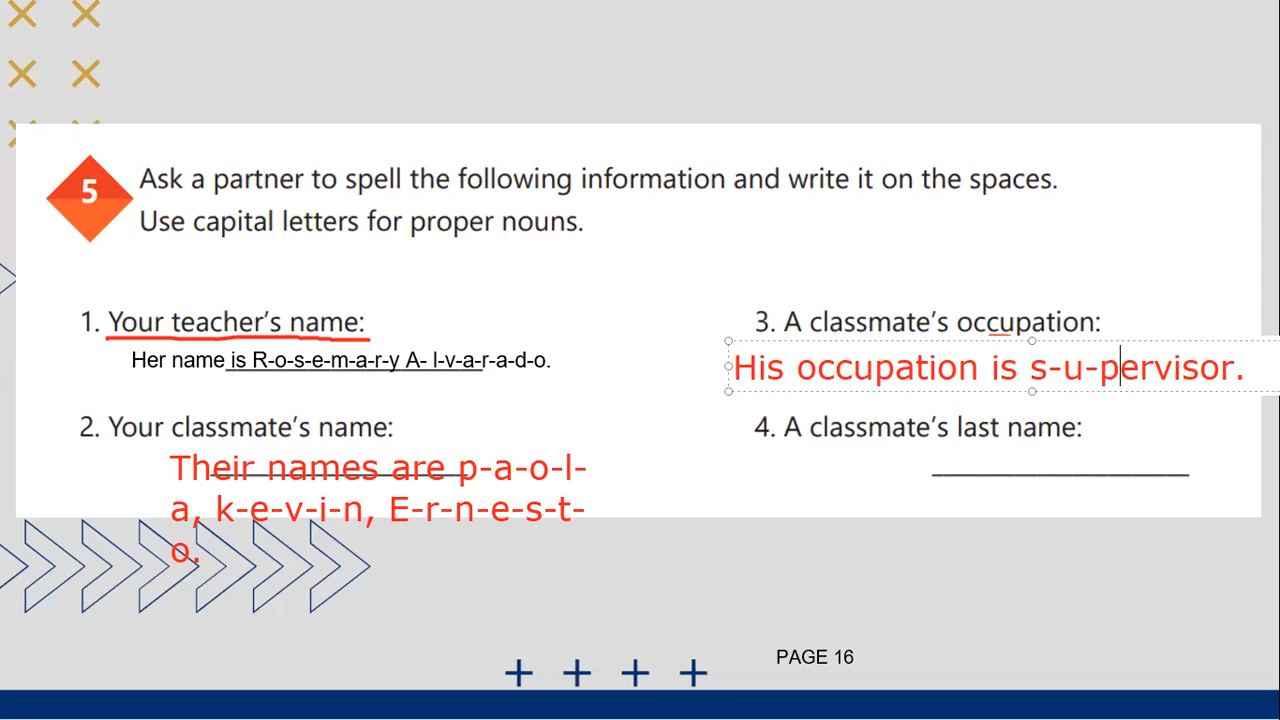 5
Ask a partner to spell the following information and write it on the spaces.
Use capital letters for proper nouns.
1. Your teacher’s name:
Her name is R-o-s-e-m-a-r-y A- l-v-a-r-a-d-o.
2. Your classmate’s name:
Their names are p-a-o-l-
a, k-e-v-i-n, E-r-n-e-s-t-
o.
3. A classmate’s occupation:
His occupation is s-u-pervisor.
4. A classmate’s last name:
PAGE 16